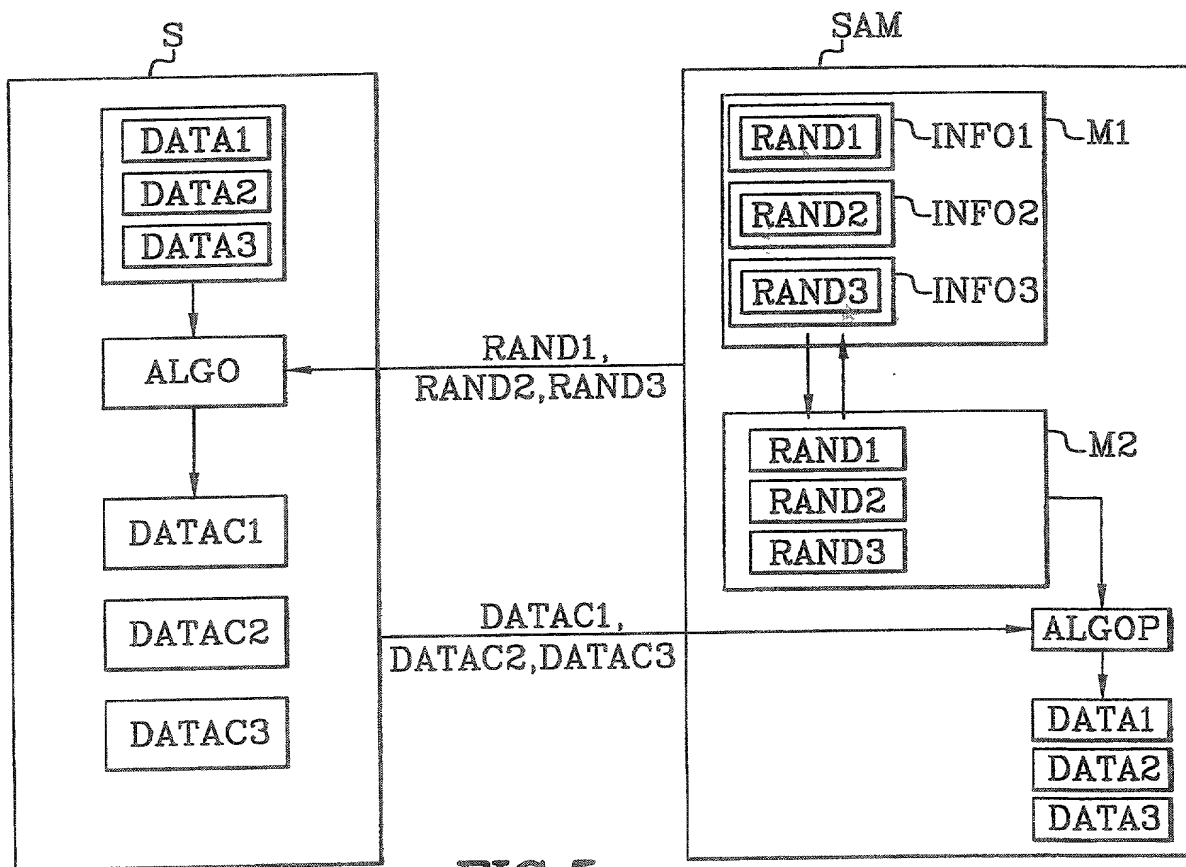 S
DATA1
DATA2
DATA3
ALGO
DATAC1
DATAC2
DATAC3
RAND1,
RAND2,RAND3
DATAC1,
DATAC2,DATAC3
SAM
RAND1
INFO1
M1
RAND2
INFO2
RAND3
INFO3
RAND1
M2
RAND2
RAND3
ALGOP
DATA1
DATA2
DATA3